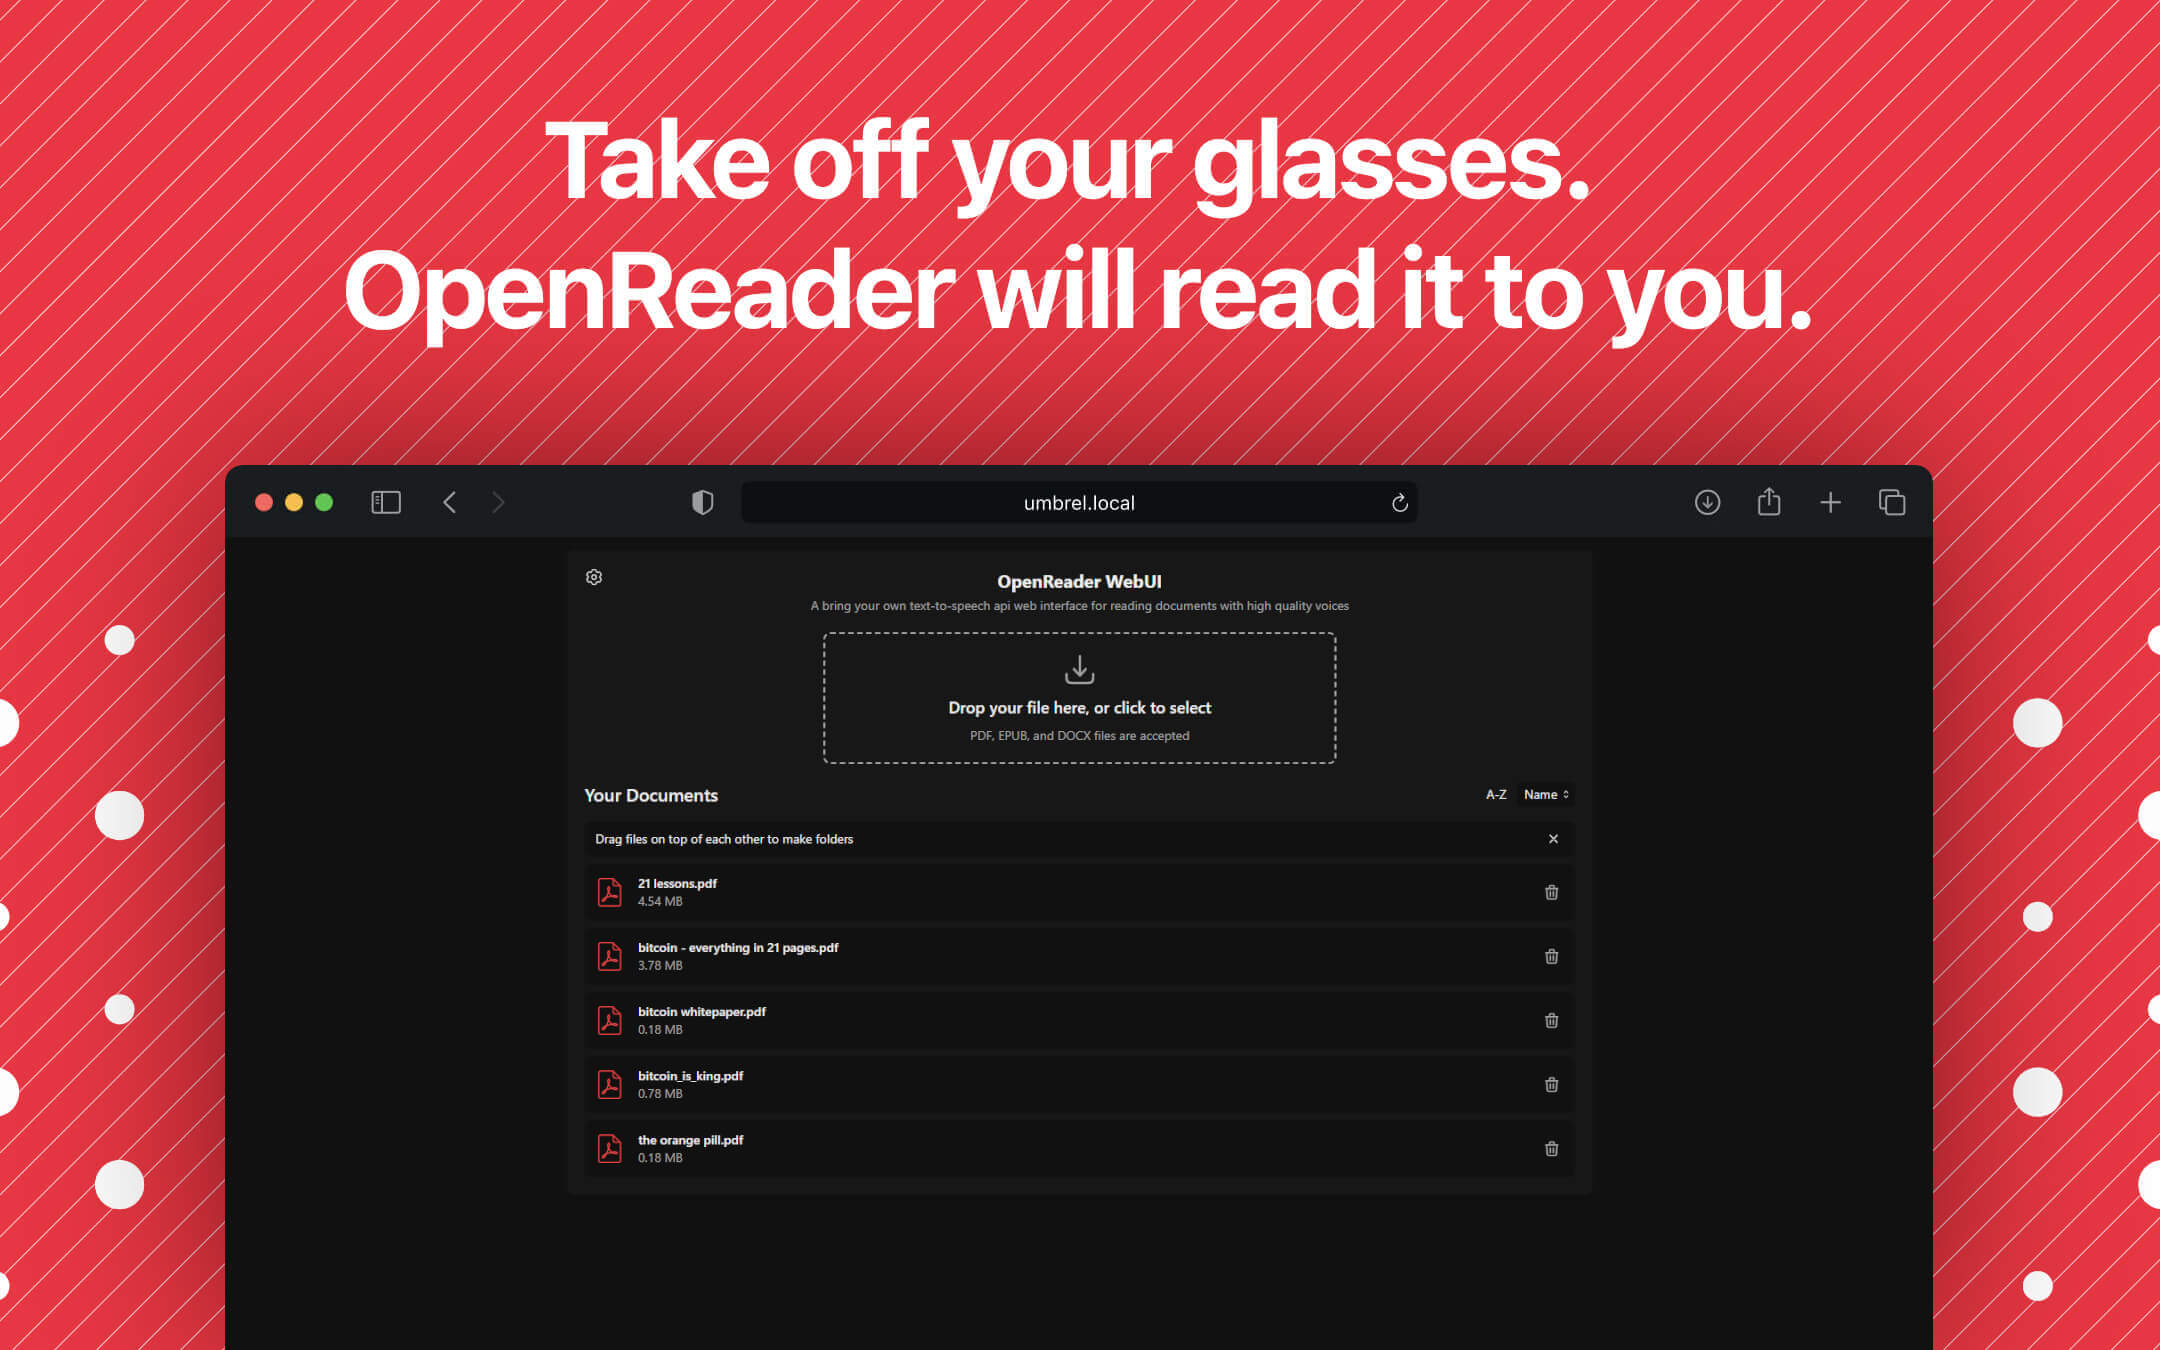 Take off your glasses.
OpenReader will read it to you.
umbrel.local
OpenReader WebUI
A bring your own text-to-speech api web interface for reading documents with high quality voices
Drop your file here, or click to select
PDF, EPUB, and DOCX files are accepted
Your Documents
A-Z Name
Drag files on top of each other to make folders
21 lessons.pdf
4.54 MB
bitcoin - everything in 21 pages.pdf
3.78 MB
bitcoin whitepaper.pdf
0.18 MB
bitcoin_is_king.pdf
0.78 MB
the orange pill.pdf
0.18 MB